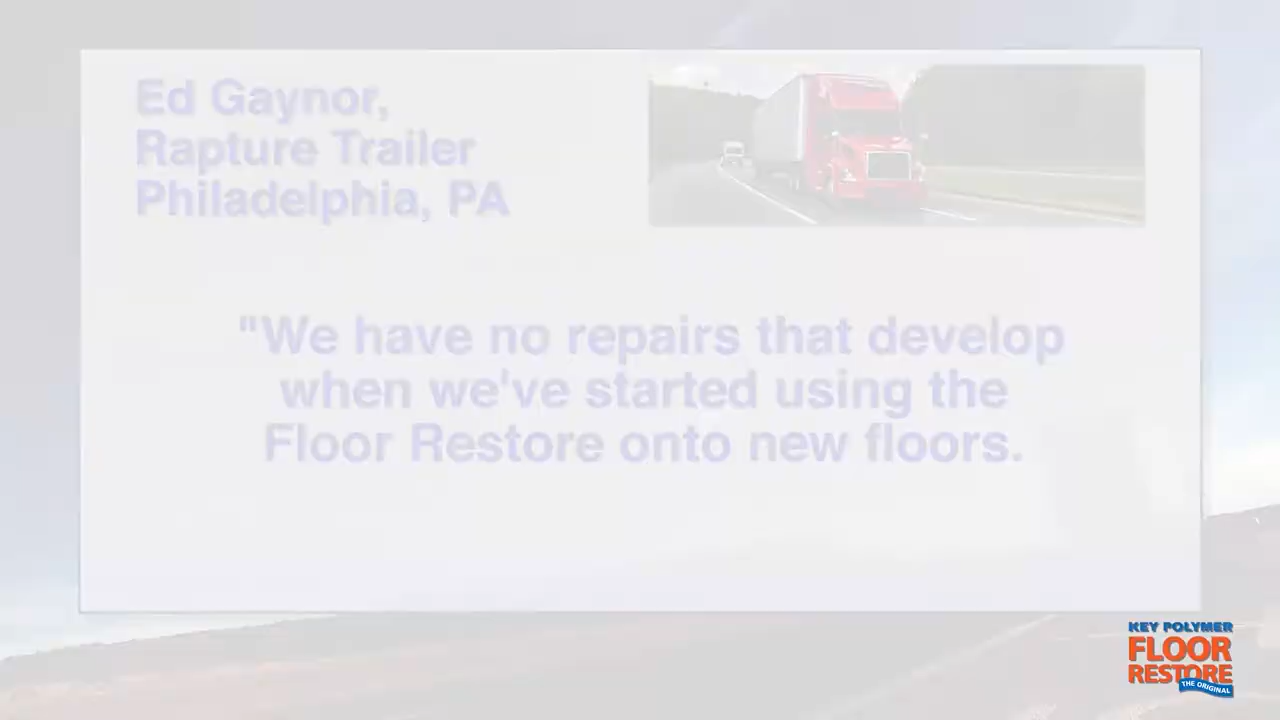 Ed Gaynor,
Rapture Trailer
Philadelphia, PA
"We have no repairs that develop
when we've started using the
Floor Restore onto new floors.
KEY POLYMER
FLOOR
RESTORE
THE ORIGINAL